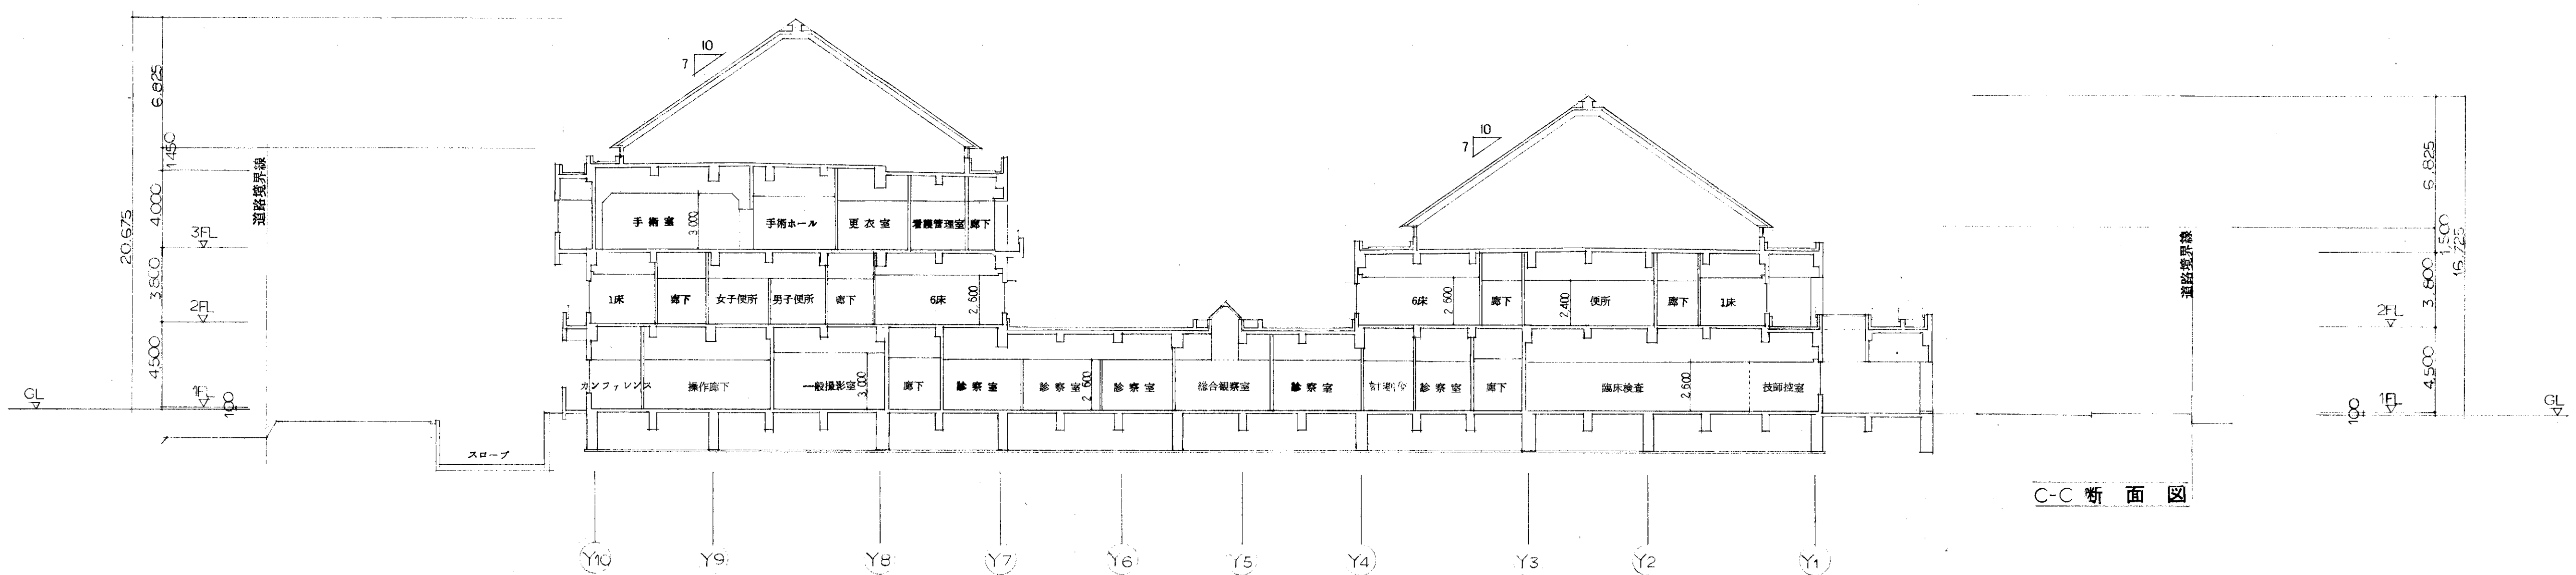 20,675
6,825
1,450
4,000
3,800
4,500
100
GL
3FL
2FL
1FL
道路境界線
10
7
手術室
3,000
手術ホール
更衣室
看護管理室
廊下
1床
廊下
女子便所
男子便所
廊下
6床
2,600
カンファレンス
操作廊下
一般撮影室
3,000
廊下
診察室
診察室
2,600
診察室
総合観察室
診察室
診察室
廊下
臨床検査
2,600
技師控室
10
7
6床
2,600
廊下
2,400
便所
廊下
1床
スロープ
道路境界線
6,825
1,500
16,725
3,800
4,500
100
2FL
1FL
GL
C-C 断面図
Y10
Y9
Y8
Y7
Y6
Y5
Y4
Y3
Y2
Y1